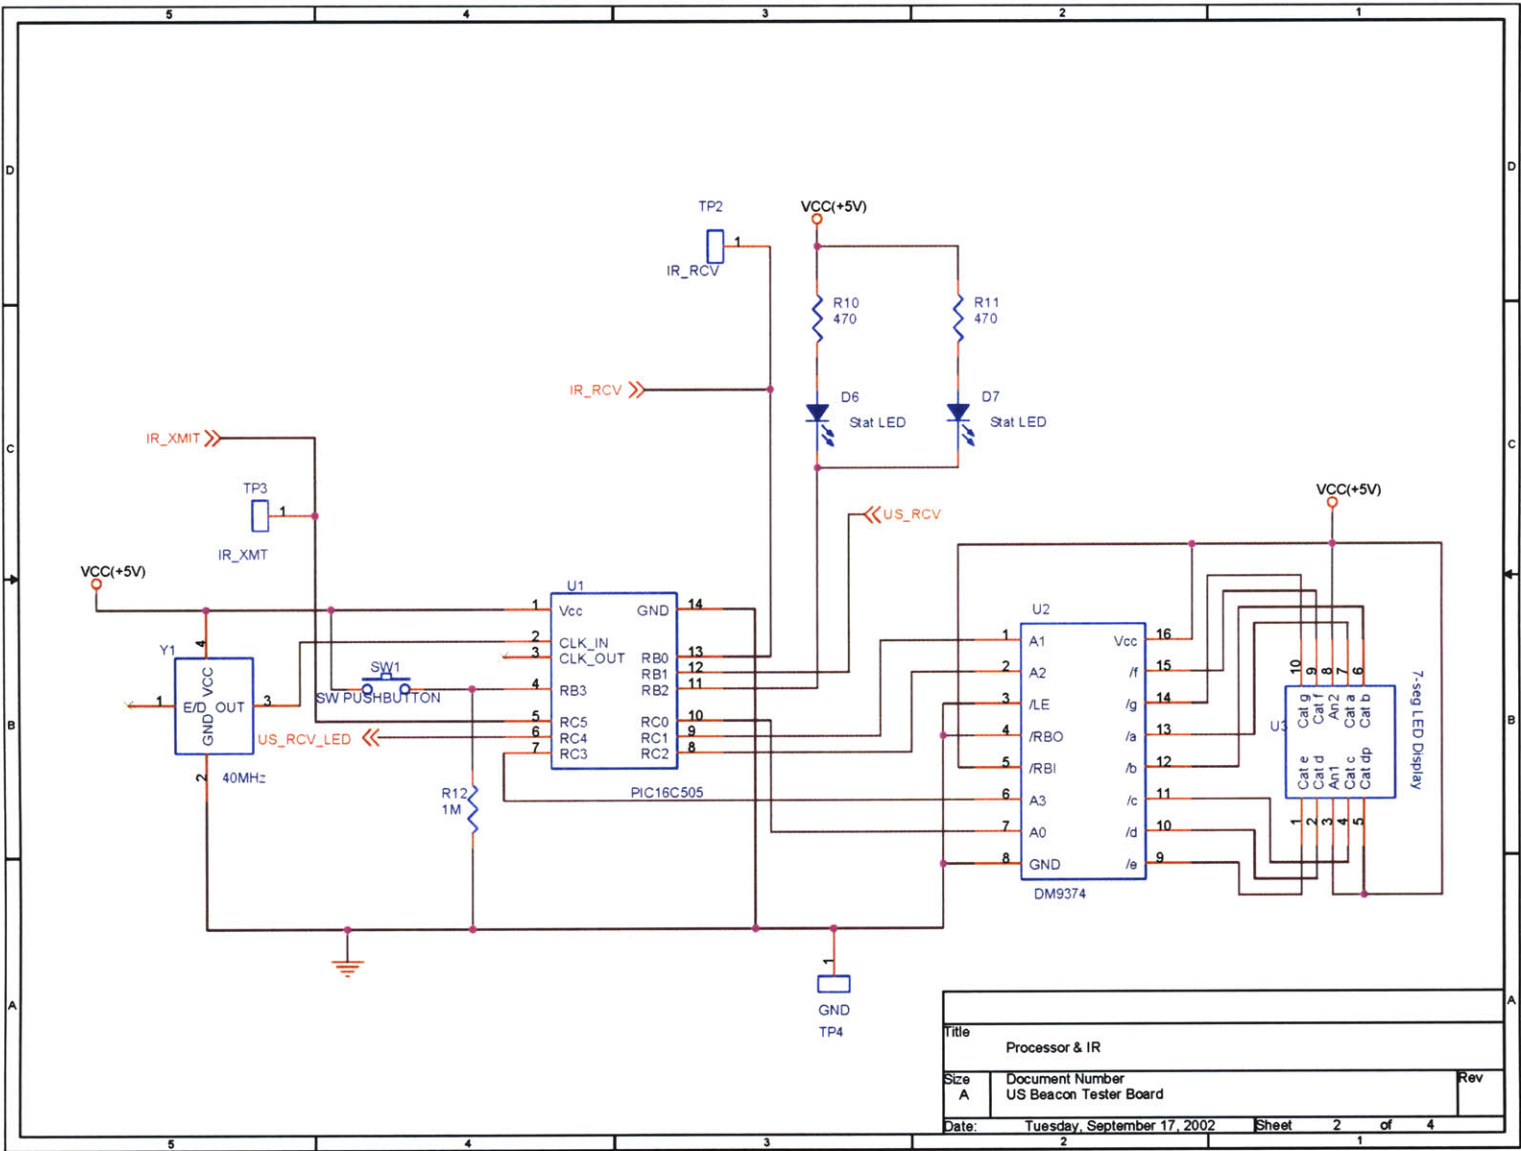 5 4 3 2 1
D D
C C
B B
A A
TP2
1
IR_RCV
VCC(+5V)
R10
470
R11
470
IR_RCV
D6
Stat LED
D7
Stat LED
IR_XMIT
TP3
1
IR_XMT
US_RCV
VCC(+5V)
VCC(+5V)
U1
1 Vcc GND 14
2 CLK_IN
3 CLK_OUT RB0 13
RB1 12
4 RB3 RB2 11
5 RC5 RC0 10
6 RC4 RC1 9
7 RC3 RC2 8
PIC16C505
Y1
4
VCC
1 E/D OUT 3
GND
2
40MHz
SW1
SW PUSHBUTTON
US_RCV_LED
R12
1M
U2
1 A1 Vcc 16
2 A2 /f 15
3 /LE /g 14
4 /RBO /a 13
5 /RBI /b 12
6 A3 /c 11
7 A0 /d 10
8 GND /e 9
DM9374
10 9 8 7 6
Cat g Cat f An2 Cat a Cat b
U3
Cat e Cat d An1 Cat c Cat dp
1 2 3 4 5
7-seg LED Display
1
GND
TP4
Title
Processor & IR
Size Document Number Rev
A US Beacon Tester Board
Date: Tuesday, September 17, 2002 Sheet 2 of 4
5 4 3 2 1